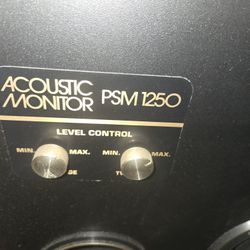 ACOUSTIC
MONITOR PSM 1250
LEVEL CONTROL
MIN. MAX. MIN. MAX.